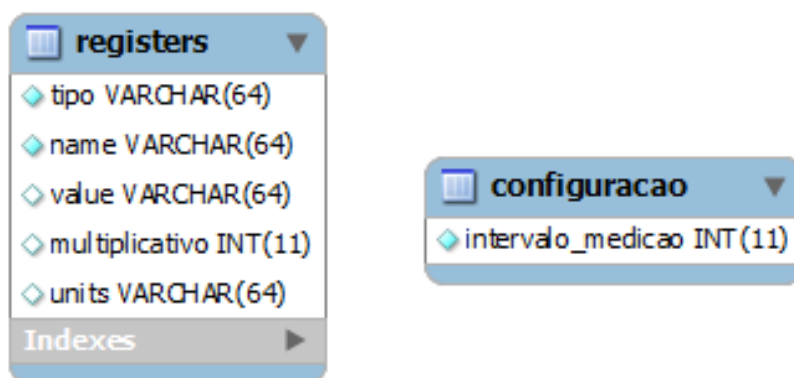 registers
tipo VARCHAR(64)
name VARCHAR(64)
value VARCHAR(64)
multiplicativo INT(11)
units VARCHAR(64)
Indexes
configuracao
intervalo_medicao INT(11)